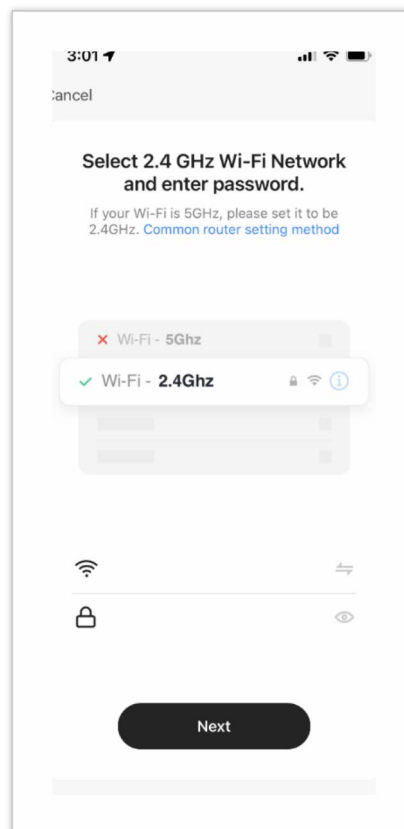 3:01
Cancel
Select 2.4 GHz Wi-Fi Network
and enter password.
If your Wi-Fi is 5GHz, please set it to be
2.4GHz. Common router setting method
Wi-Fi - 5Ghz
Wi-Fi - 2.4Ghz
Next